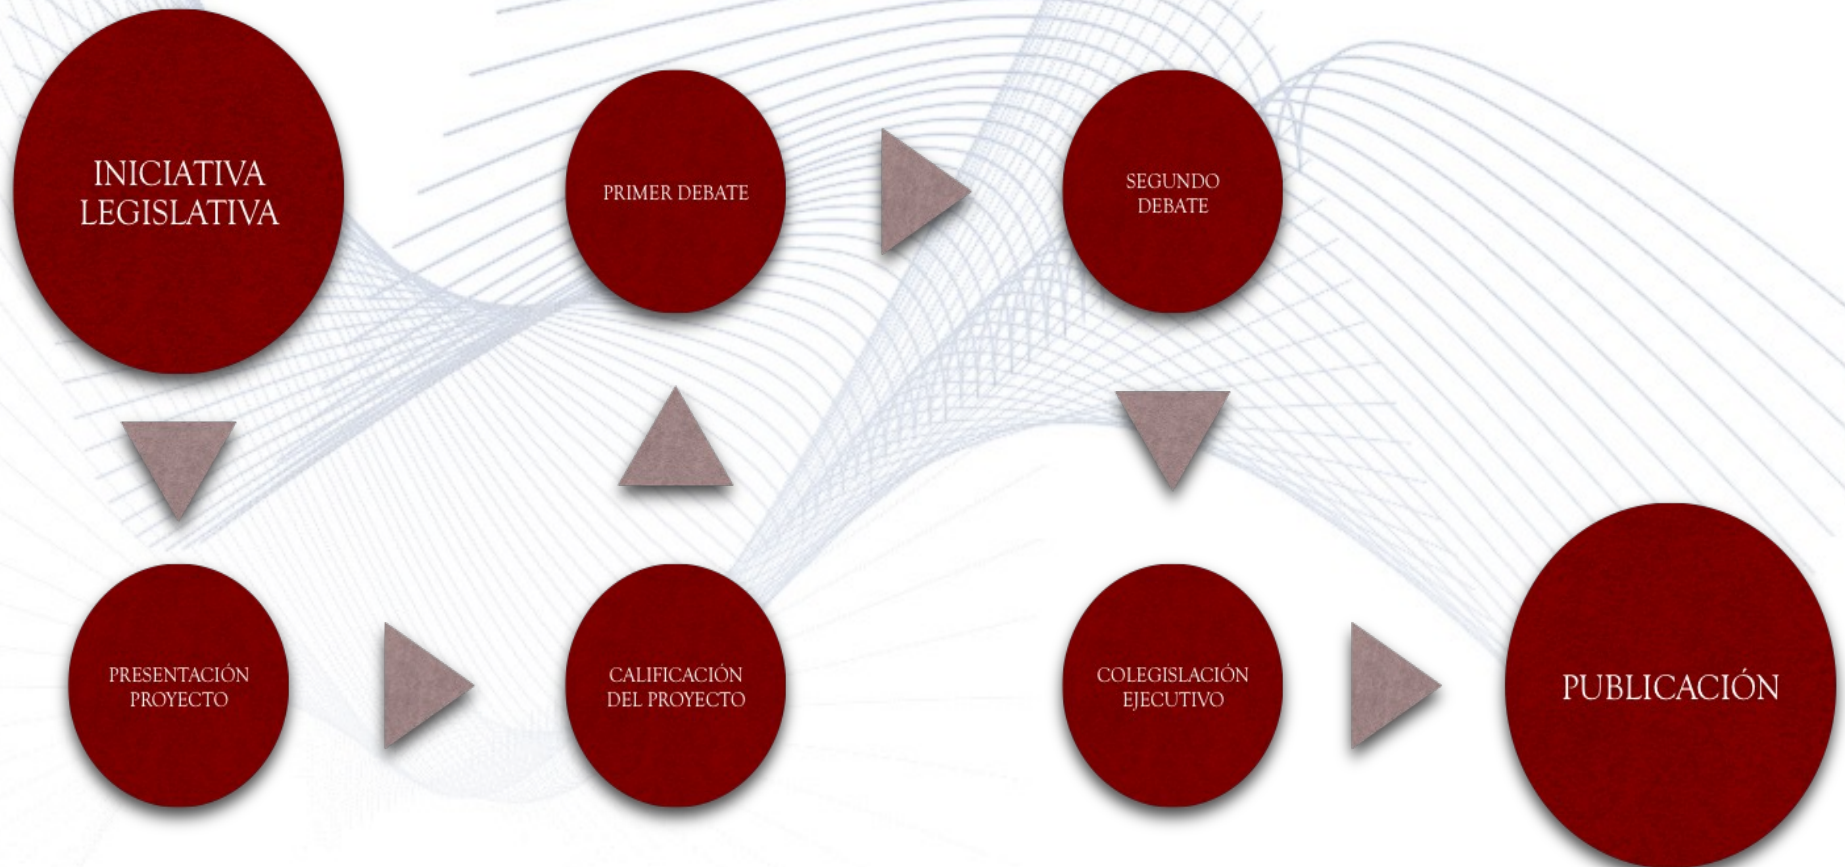 INICIATIVA
LEGISLATIVA
PRESENTACIÓN
PROYECTO
CALIFICACIÓN
DEL PROYECTO
PRIMER DEBATE
SEGUNDO
DEBATE
COLEGISLACIÓN
EJECUTIVO
PUBLICACIÓN